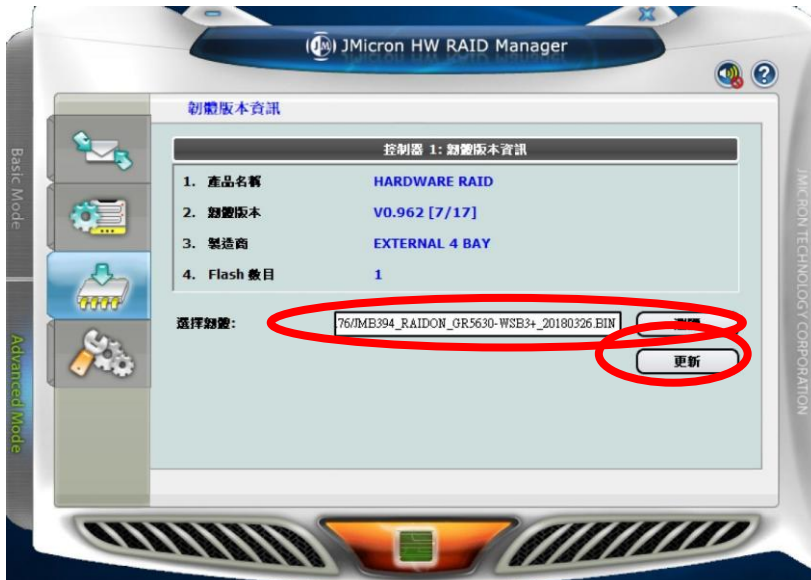 JMicron HW RAID Manager
韌體版本資訊
控制器 1: 韌體版本資訊
1. 產品名稱 HARDWARE RAID
2. 韌體版本 V0.962 [7/17]
3. 製造商 EXTERNAL 4 BAY
4. Flash 數目 1
選擇韌體: 76/JMB394_RAIDON_GR5630-WSB3+_20180326.BIN
更新
Basic Mode
Advanced Mode
JMICRON TECHNOLOGY CORPORATION